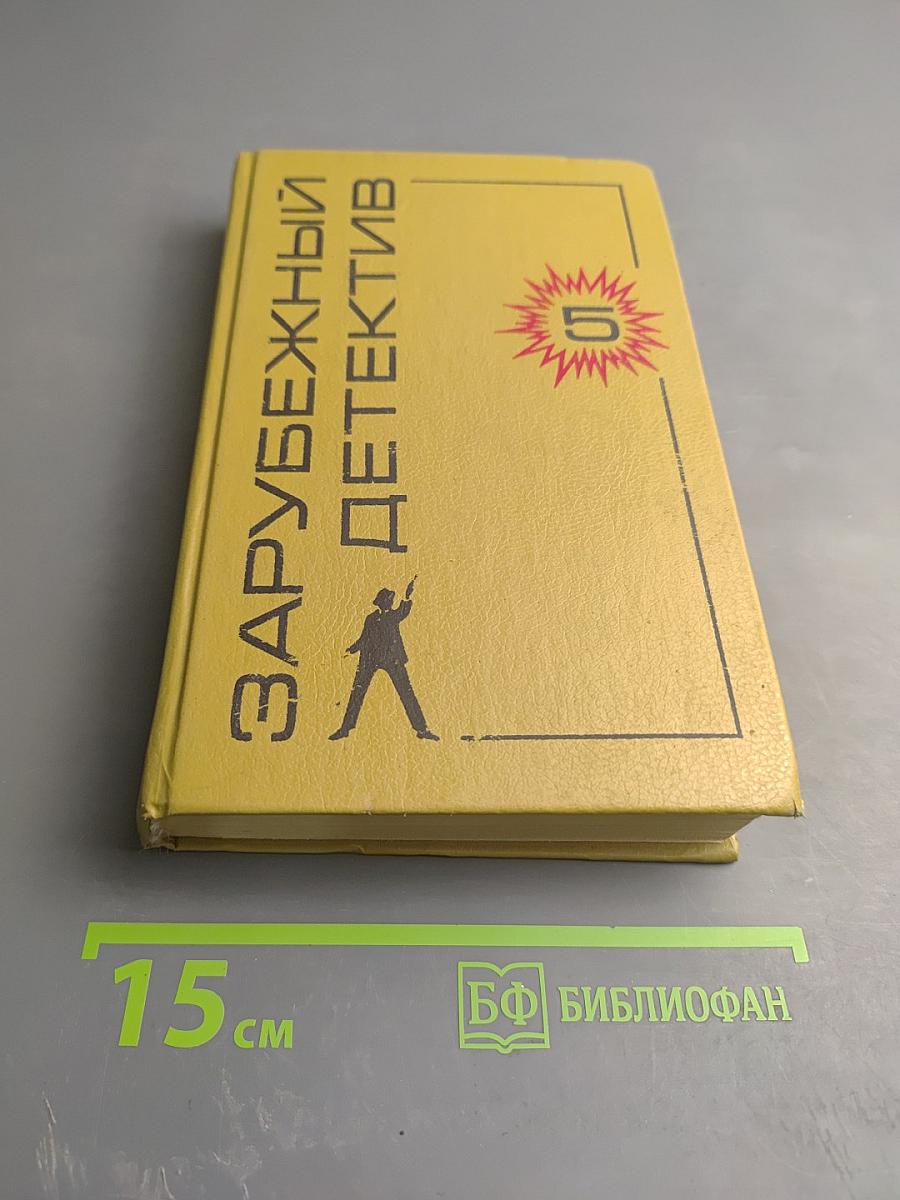 ЗАРУБЕЖНЫЙ
ДЕТЕКТИВ
5
15 см
БФ БИБЛИОФАН